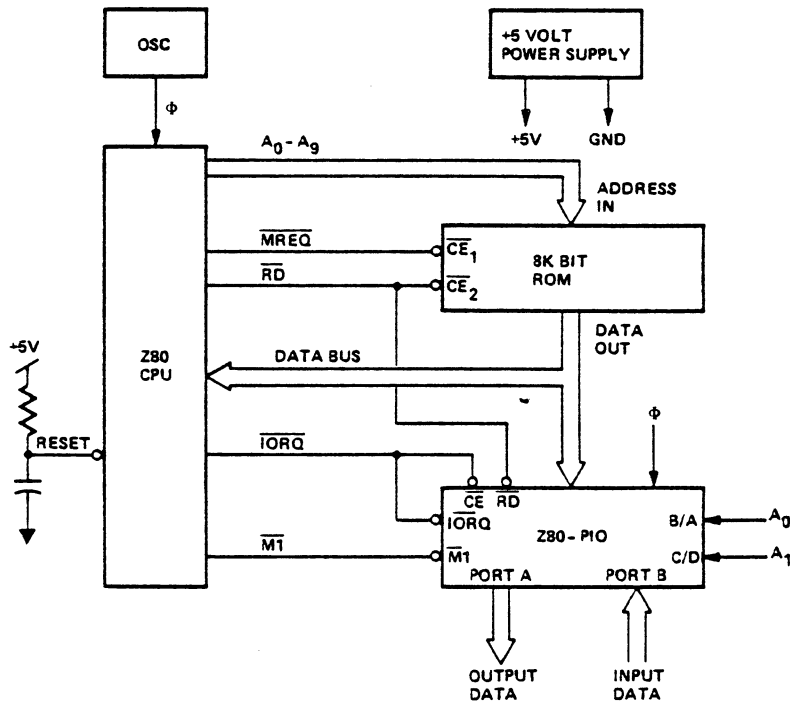 OSC
+5 VOLT
POWER SUPPLY
Φ
+5V
GND
A0 - A9
ADDRESS
IN
MREQ
CE1
8K BIT
ROM
RD
CE2
DATA
OUT
+5V
Z80
CPU
DATA BUS
Φ
RESET
IORQ
CE
RD
IORQ
Z80 - PIO
B/A
A0
M1
M1
C/D
A1
PORT A
PORT B
OUTPUT
DATA
INPUT
DATA